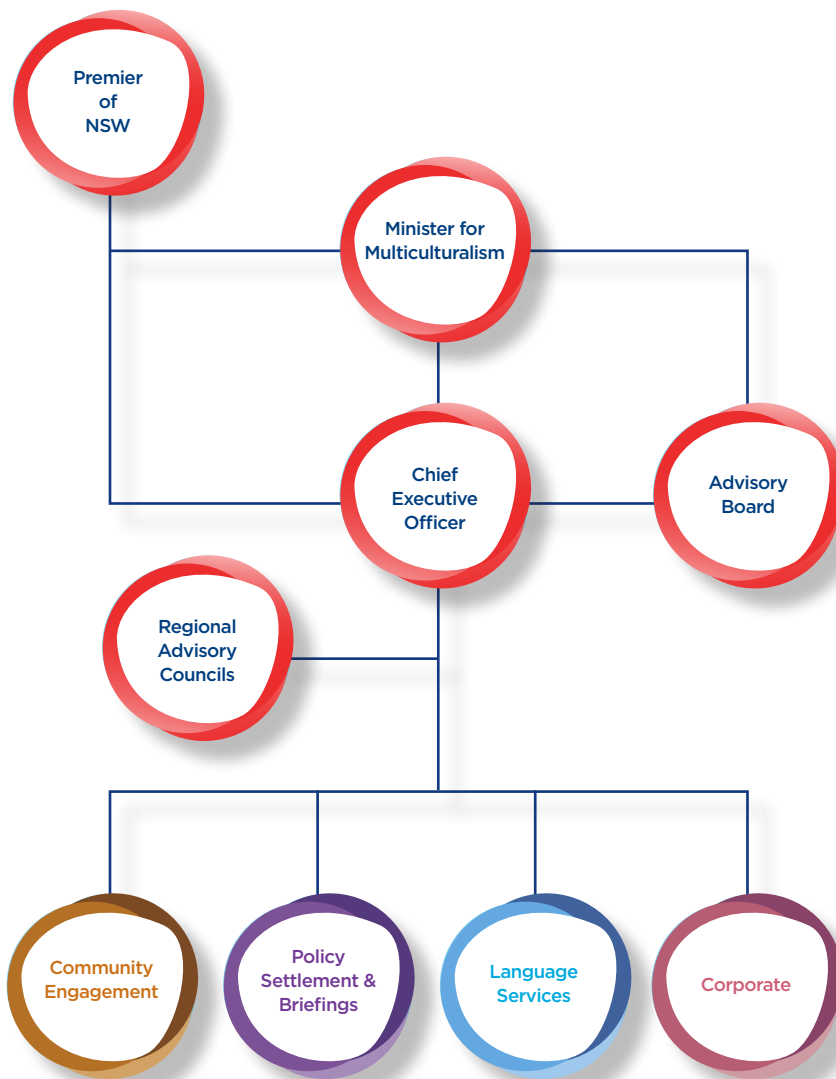 Premier
of
NSW
Minister for
Multiculturalism
Chief
Executive
Officer
Advisory
Board
Regional
Advisory
Councils
Community
Engagement
Policy
Settlement &
Briefings
Language
Services
Corporate